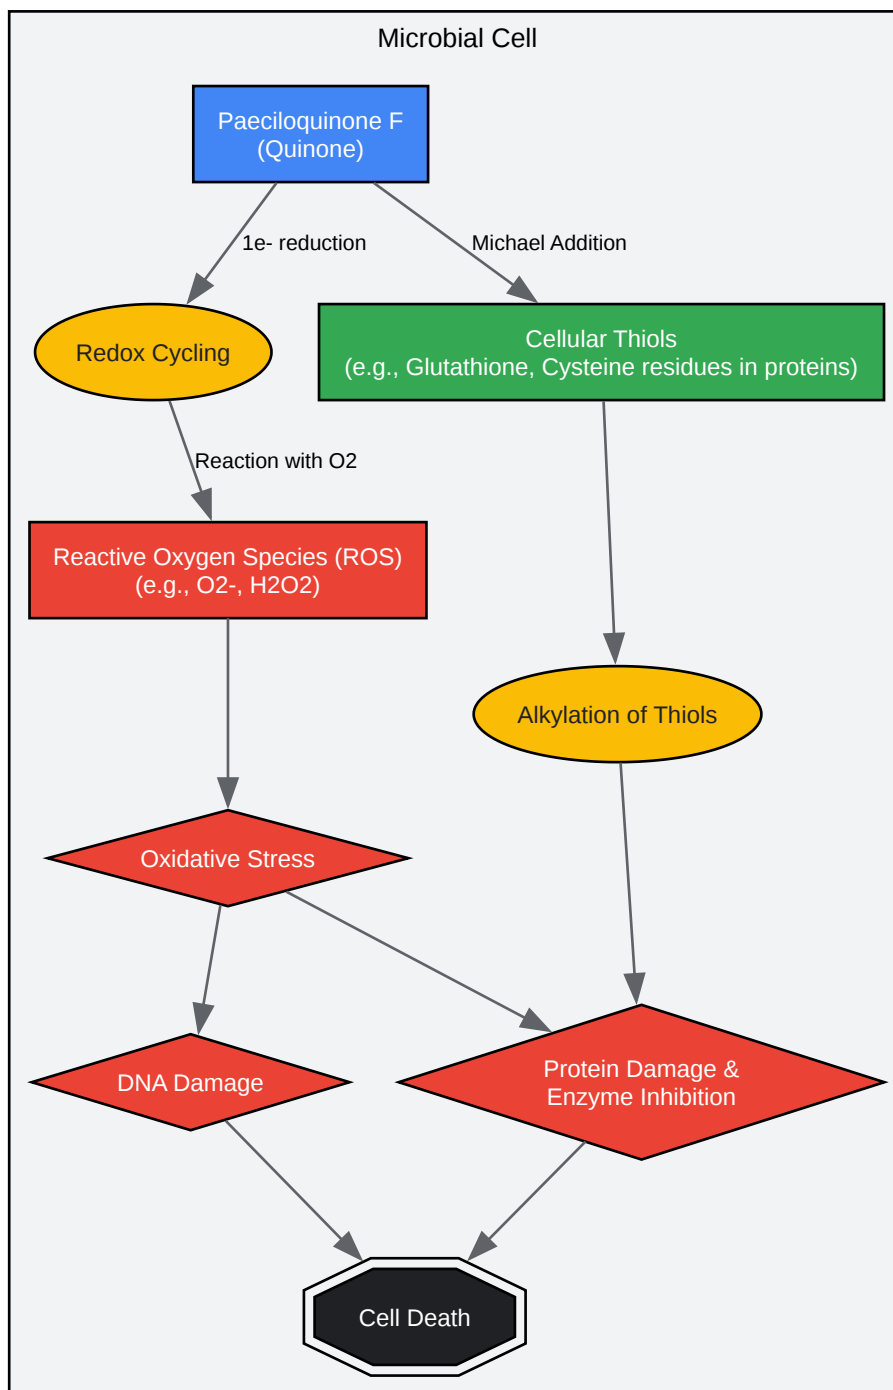 Microbial Cell
Paeciloquinone F
(Quinone)
1e- reduction
Michael Addition
Redox Cycling
Cellular Thiols
(e.g., Glutathione, Cysteine residues in proteins)
Reaction with O2
Reactive Oxygen Species (ROS)
(e.g., O2-, H2O2)
Alkylation of Thiols
Oxidative Stress
DNA Damage
Protein Damage &
Enzyme Inhibition
Cell Death